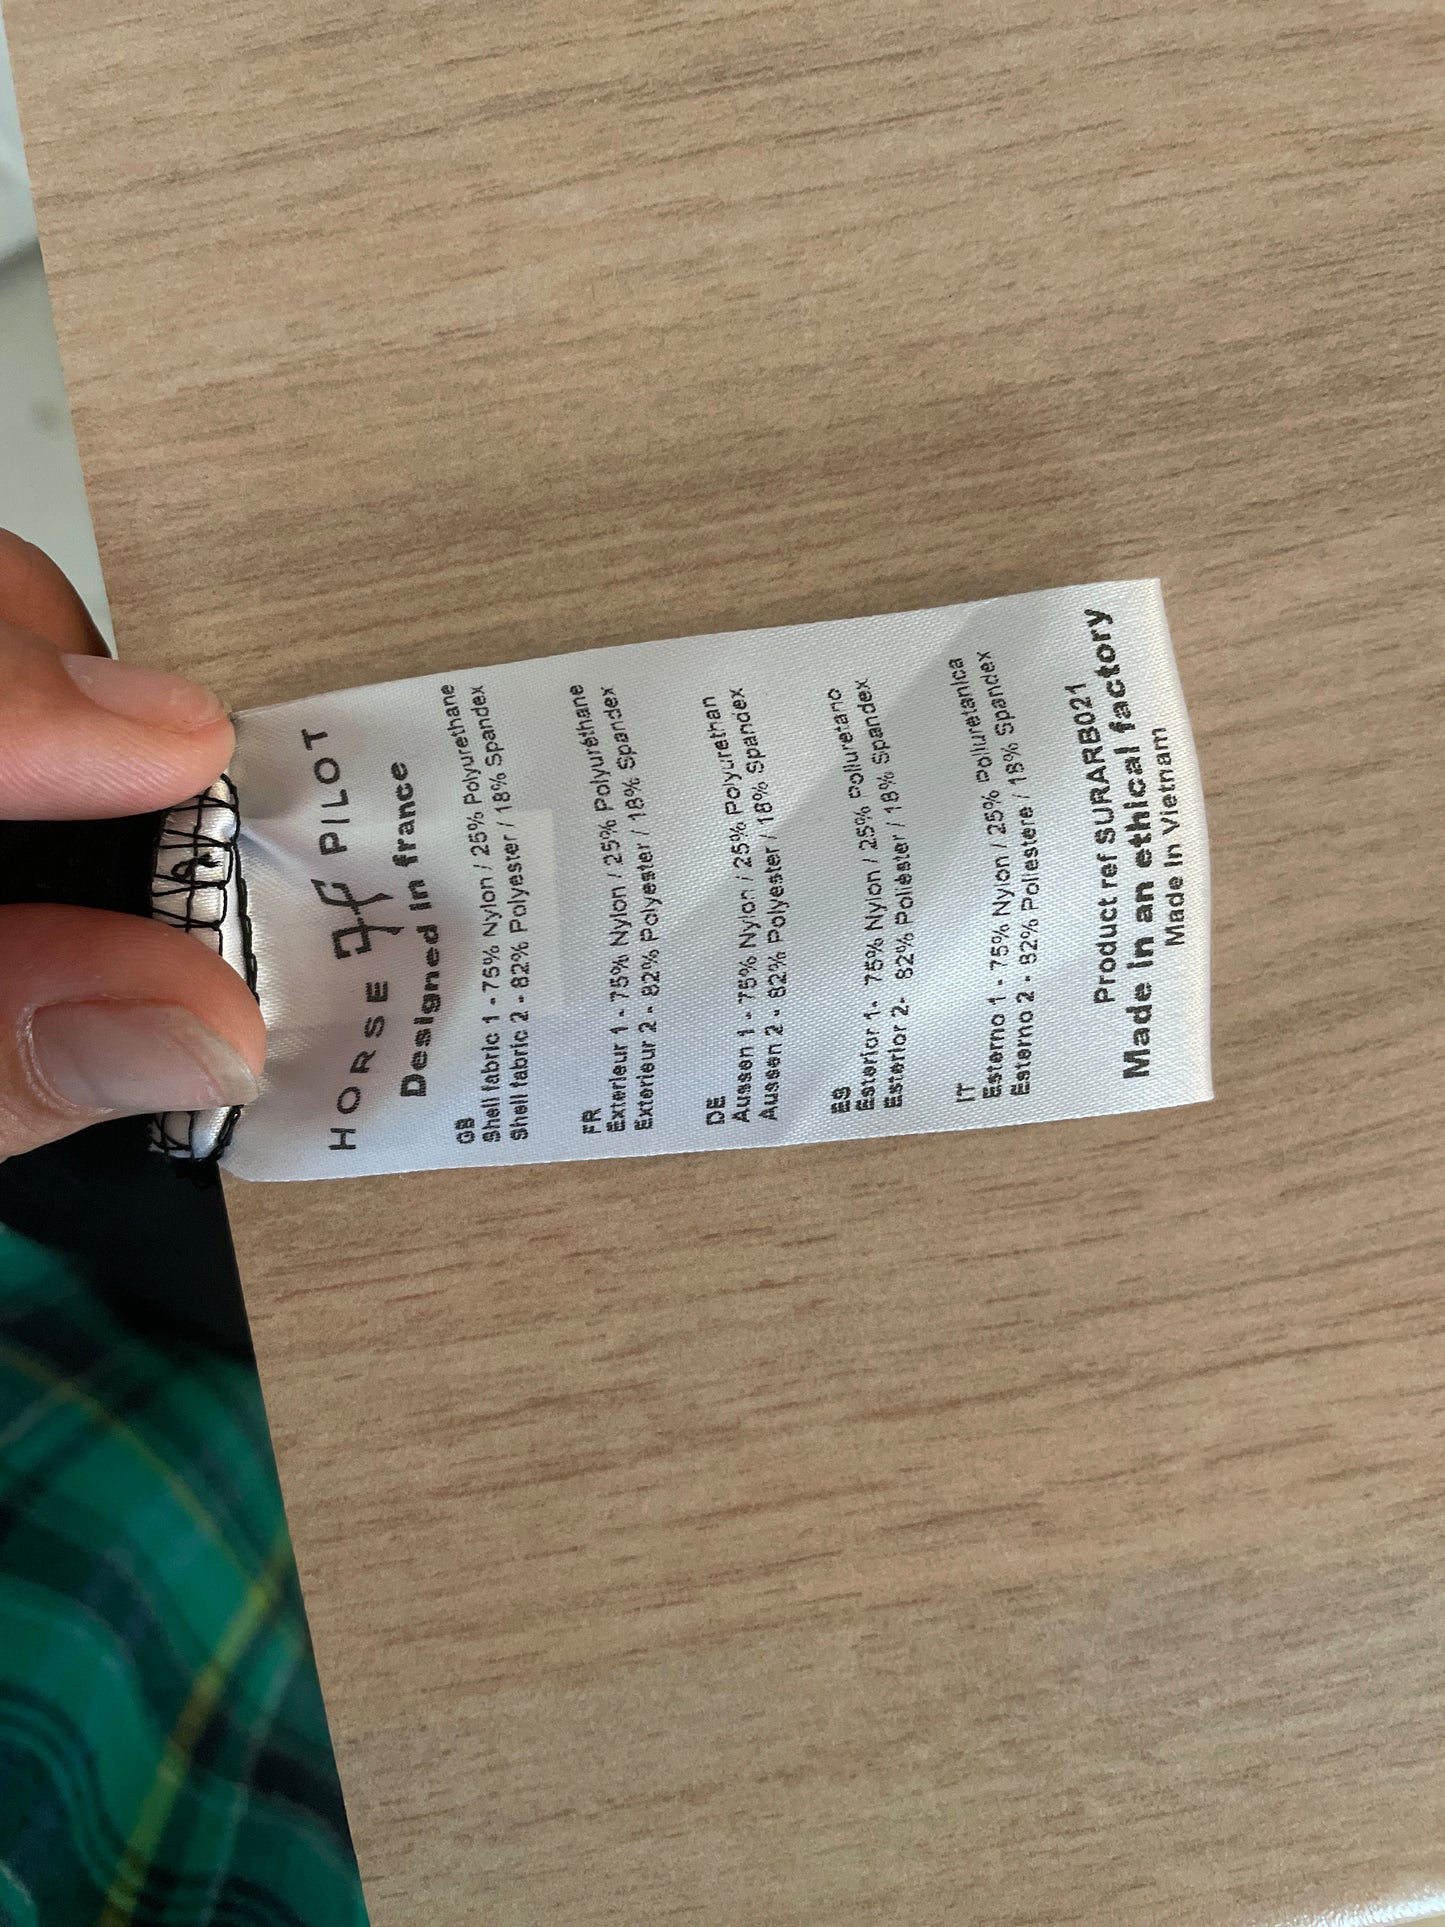 HORSE PILOT
Designed in france
GB
Shell fabric 1 - 75% Nylon / 25% Polyurethane
Shell fabric 2 - 82% Polyester / 18% Spandex
FR
Exterieur 1 - 75% Nylon / 25% Polyuréthane
Exterieur 2 - 82% Polyester / 18% Spandex
DE
Aussen 1 - 75% Nylon / 25% Polyurethan
Aussen 2 - 82% Polyester / 18% Spandex
ES
Esterior 1 - 75% Nylon / 25% Poliuretano
Esterior 2 - 82% Poliéster / 18% Spandex
IT
Esterno 1 - 75% Nylon / 25% Poliuretanica
Esterno 2 - 82% Poliestere / 18% Spandex
Product ref SURARB021
Made in an ethical factory
Made In Vietnam